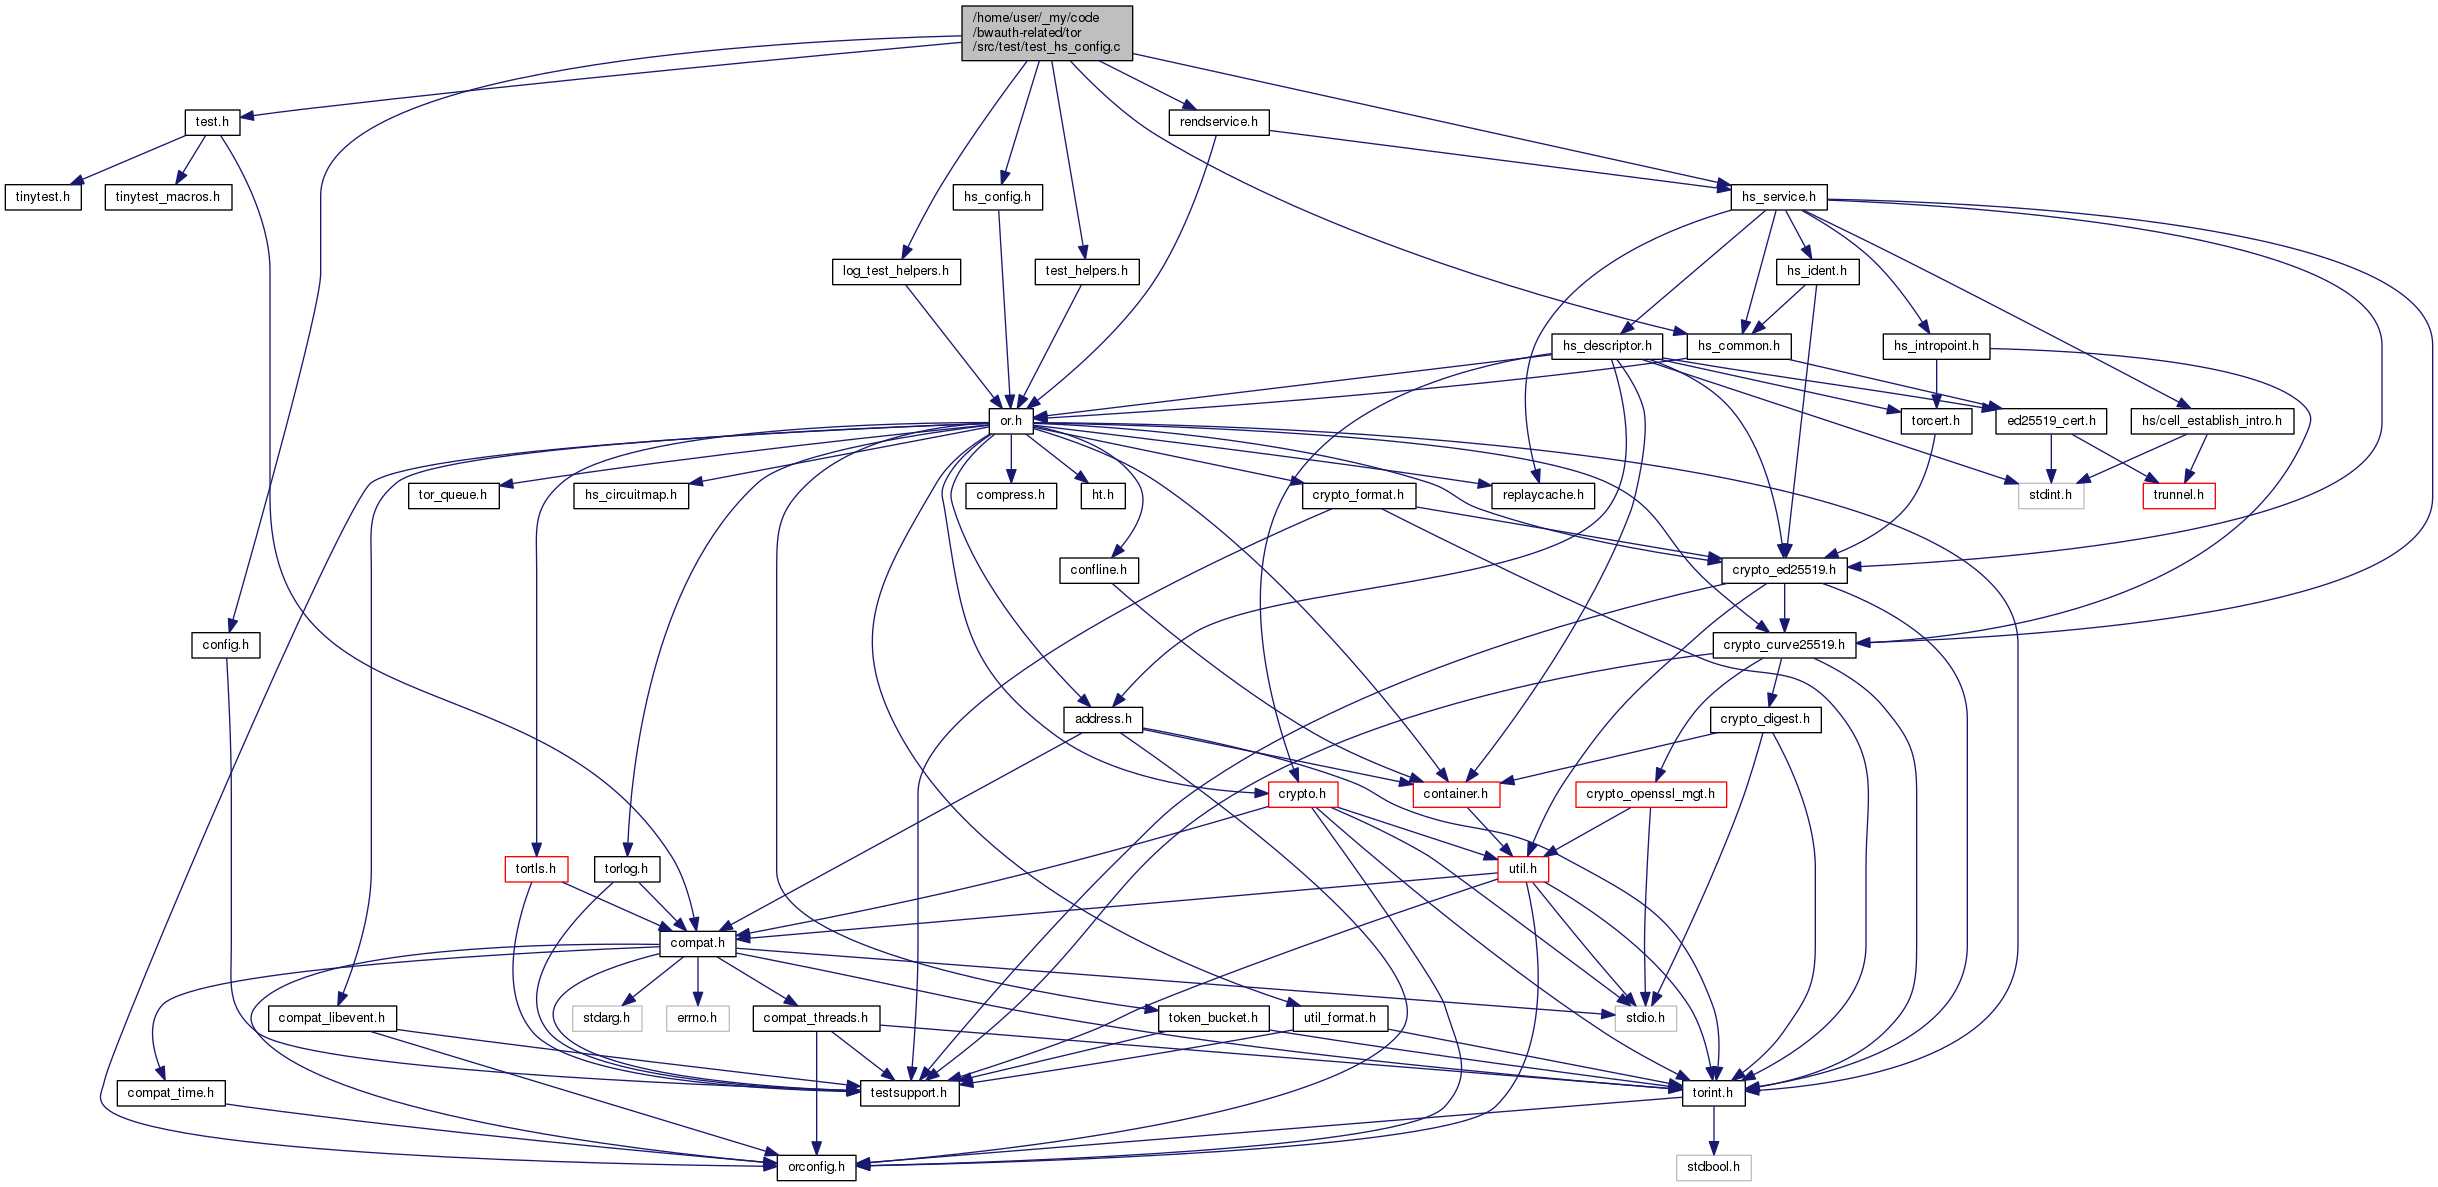 /home/user/_my/code
/bwauth-related/tor
/src/test/test_hs_config.c
test.h
rendservice.h
tinytest.h
tinytest_macros.h
hs_config.h
hs_service.h
log_test_helpers.h
test_helpers.h
hs_ident.h
hs_descriptor.h
hs_common.h
hs_intropoint.h
or.h
torcert.h
ed25519_cert.h
hs/cell_establish_intro.h
tor_queue.h
hs_circuitmap.h
compress.h
ht.h
crypto_format.h
replaycache.h
stdint.h
trunnel.h
confline.h
crypto_ed25519.h
config.h
crypto_curve25519.h
address.h
crypto_digest.h
crypto.h
container.h
crypto_openssl_mgt.h
tortls.h
torlog.h
util.h
compat.h
compat_libevent.h
stdarg.h
errno.h
compat_threads.h
token_bucket.h
util_format.h
stdio.h
compat_time.h
testsupport.h
torint.h
orconfig.h
stdbool.h